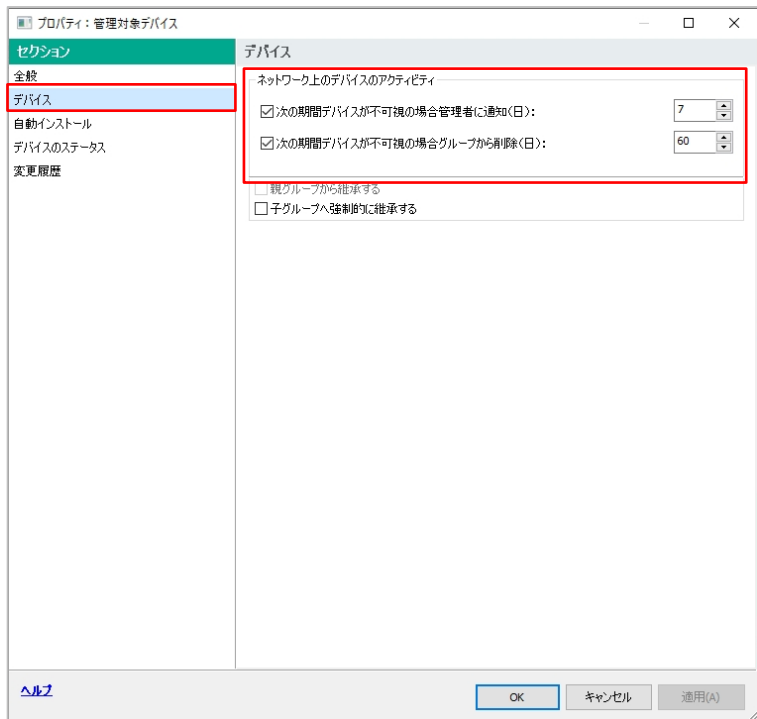 プロパティ：管理対象デバイス
セクション
デバイス
全般
デバイス
自動インストール
デバイスのステータス
変更履歴
ネットワーク上のデバイスのアクティビティ
次の期間デバイスが不可視の場合管理者に通知(日)：
7
次の期間デバイスが不可視の場合グループから削除(日)：
60
親グループから継承する
子グループへ強制的に継承する
ヘルプ
OK
キャンセル
適用(A)